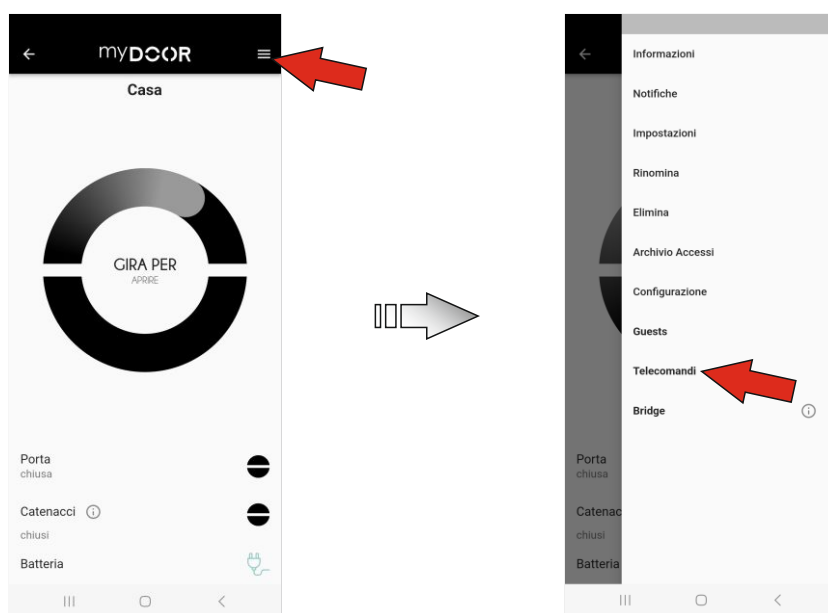 myDOOR
Casa
GIRA PER
APRIRE
Porta
chiusa
Catenacci
chiusi
Batteria
Informazioni
Notifiche
Impostazioni
Rinomina
Elimina
Archivio Accessi
Configurazione
Guests
Telecomandi
Bridge
Porta
chiusa
Catenac
chiusi
Batteria